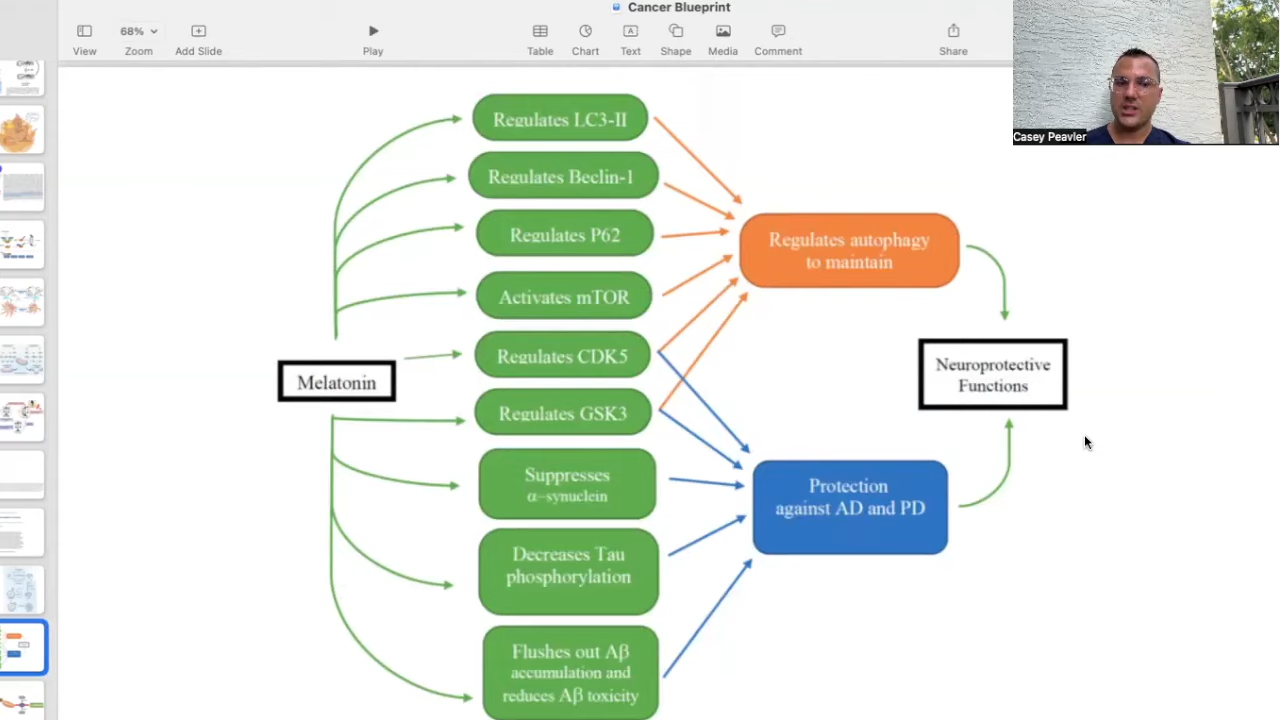 Cancer Blueprint
68%
View
Zoom
Add Slide
Play
Table
Chart
Text
Shape
Media
Comment
Share
Casey Peavler
Regulates LC3-II
Regulates Beclin-1
Regulates P62
Activates mTOR
Regulates CDK5
Regulates GSK3
Suppresses
α-synuclein
Decreases Tau
phosphorylation
Flushes out Aβ
accumulation and
reduces Aβ toxicity
Melatonin
Regulates autophagy
to maintain
Protection
against AD and PD
Neuroprotective
Functions